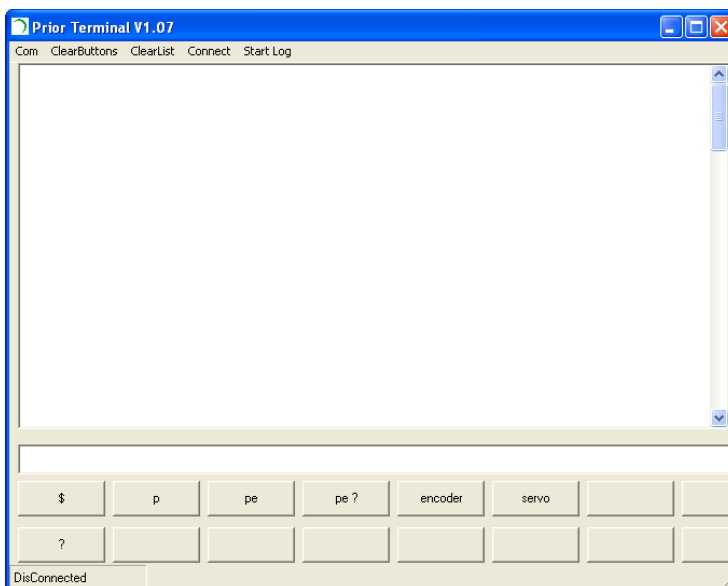 Prior Terminal V1.07
Com ClearButtons ClearList Connect Start Log
$ p pe pe ? encoder servo
?
DisConnected